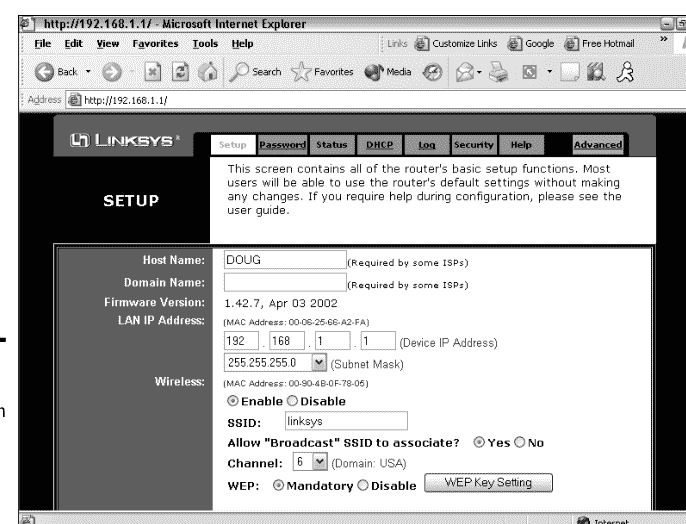 http://192.168.1.1/ - Microsoft Internet Explorer
File Edit View Favorites Tools Help Links Customize Links Google Free Hotmail »
Back Search Favorites Media
Address http://192.168.1.1/
LINKSYS®
Setup Password Status DHCP Log Security Help Advanced
SETUP
This screen contains all of the router's basic setup functions. Most
users will be able to use the router's default settings without making
any changes. If you require help during configuration, please see the
user guide.
Host Name: DOUG (Required by some ISPs)
Domain Name: (Required by some ISPs)
Firmware Version: 1.42.7, Apr 03 2002
LAN IP Address: (MAC Address: 00-06-25-66-A2-FA)
192 . 168 . 1 . 1 (Device IP Address)
255.255.255.0 (Subnet Mask)
Wireless: (MAC Address: 00-90-4B-0F-78-06)
Enable Disable
SSID: linksys
Allow "Broadcast" SSID to associate? Yes No
Channel: 6 (Domain: USA)
WEP: Mandatory Disable WEP Key Setting
Internet